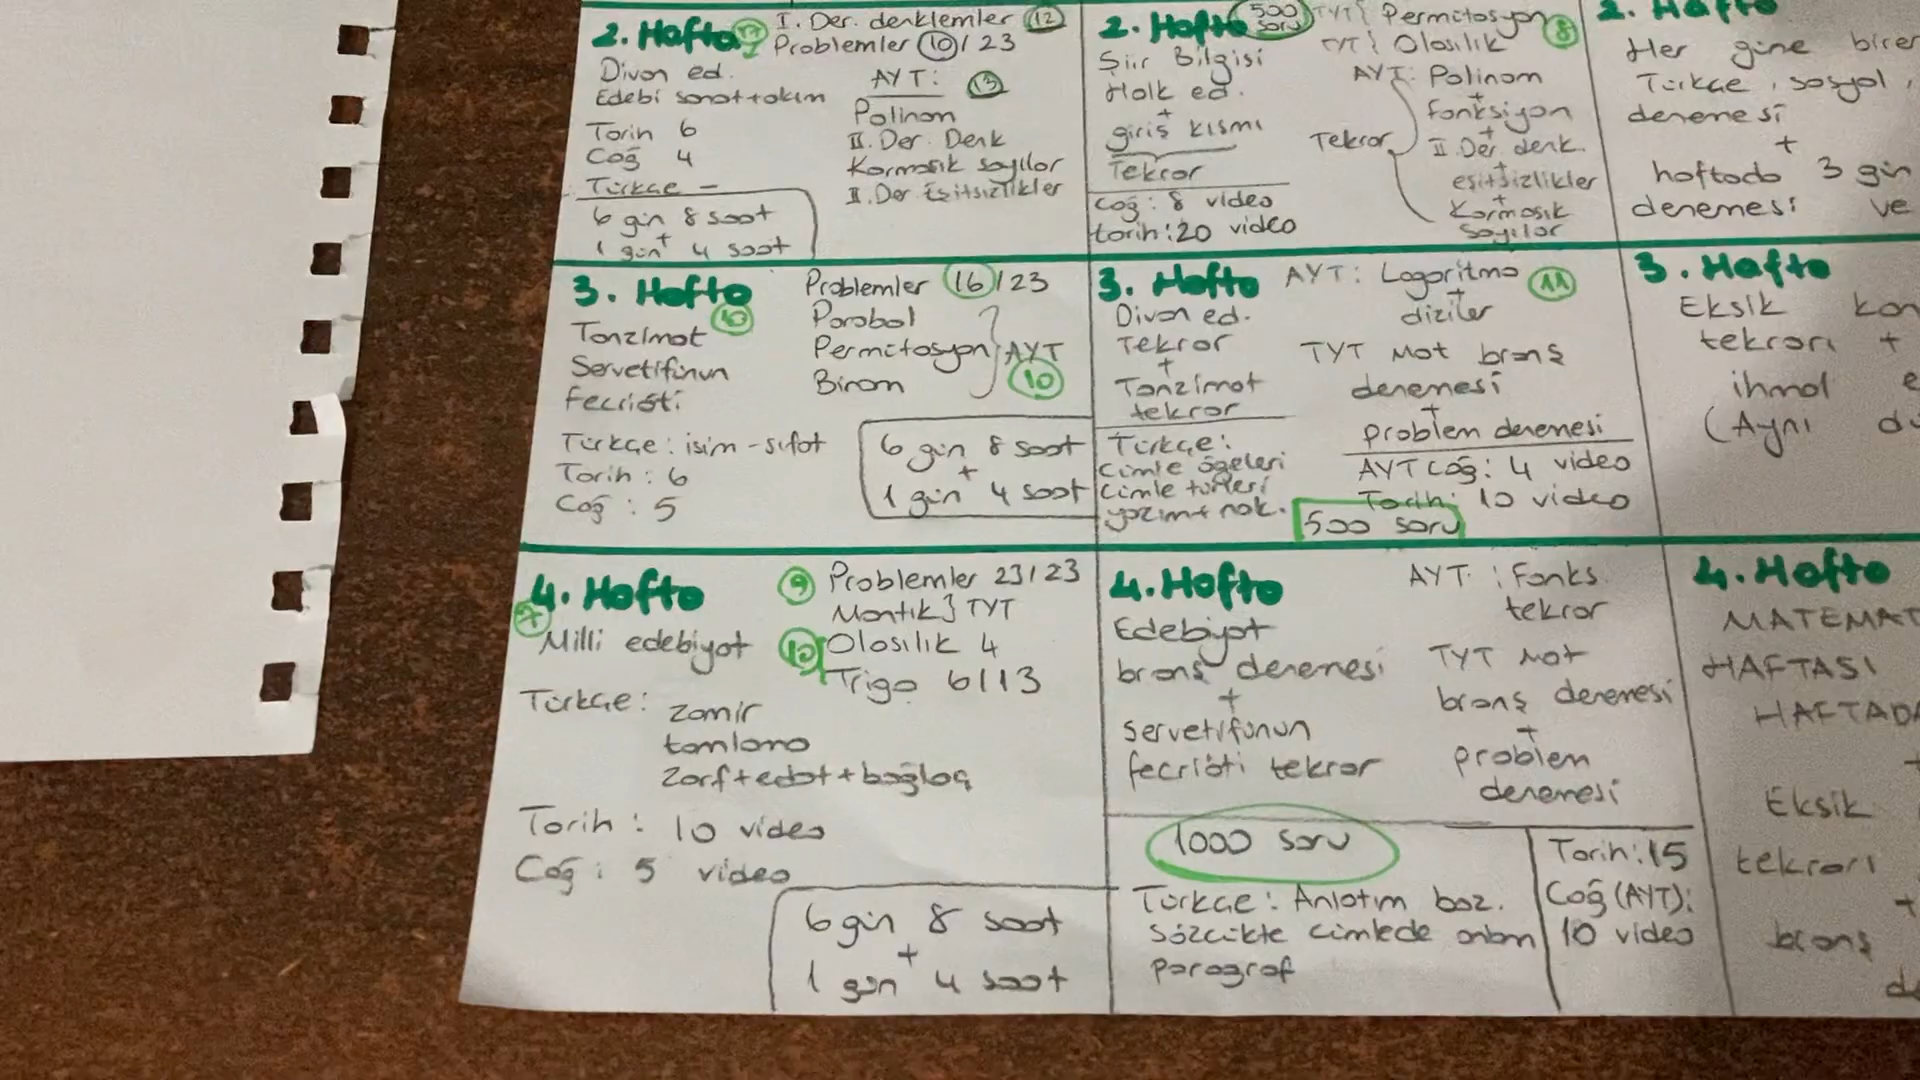 2. Hafta 17
I. Der. denklemler 12
Problemler 10/23
Divan ed.
Edebi sanat+akım
Tarih 6
Coğ 4
Türkçe -
6 gün 8 saat
+
1 gün 4 saat
AYT: 13
Polinom
II. Der. Denk
Karmaşık sayılar
II. Der Eşitsizlikler
2. Hafta 500 soru
Şiir Bilgisi
Halk ed.
+
giriş kısmı
Tekrar
Coğ: 8 video
tarih: 20 video
TYT} Permütasyon 8
TYT} Olasılık
AYT: Polinom
+
fonksiyon
+
Tekrar
II. Der denk.
+
eşitsizlikler
+
Karmaşık
Sayılar
2. Hafta
Her güne birer
Türkçe, sosyal,
denemesi
+
haftada 3 gün
denemesi ve
3. Hafta 10
Tanzimat
Servetifünun
fecriati
Türkçe: isim-sıfat
Tarih: 6
Coğ: 5
Problemler 16/23
Parabol
Permütasyon
Binom
AYT
10
6 gün 8 saat
+
1 gün 4 saat
3. Hafta
Divan ed.
Tekrar
+
Tanzimat
tekrar
Türkçe:
Cümle ögeleri
Cümle türleri
yazım+nok.
AYT: Logaritma 11
+
diziler
TYT Mat branş
denemesi
+
problem denemesi
AYT Coğ: 4 video
Tarih: 10 video
500 soru
3. Hafta
Eksik
tekrarı +
ihmal
(Aynı
4. Hafta
7
Milli edebiyat
Türkçe: zamir
tamlama
Zarf+edat+bağlaç
Tarih: 10 video
Coğ: 5 video
9 Problemler 23/23
Mantık} TYT
10 Olasılık 4
Trigo 6/13
6 gün 8 saat
+
1 gün 4 saat
4. Hafta
Edebiyat
branş denemesi
+
servetifünun
fecriati tekrar
AYT: Fonks.
tekrar
TYT Mat
branş denemesi
+
problem
denemesi
1000 soru
Türkçe: Anlatım boz.
Sözcükte cümlede anlam
paragraf
Tarih: 15
Coğ (AYT):
10 video
4. Hafta
MATEMAT
HAFTASI
HAFTADA
+
Eksik
tekrarı
+
branş